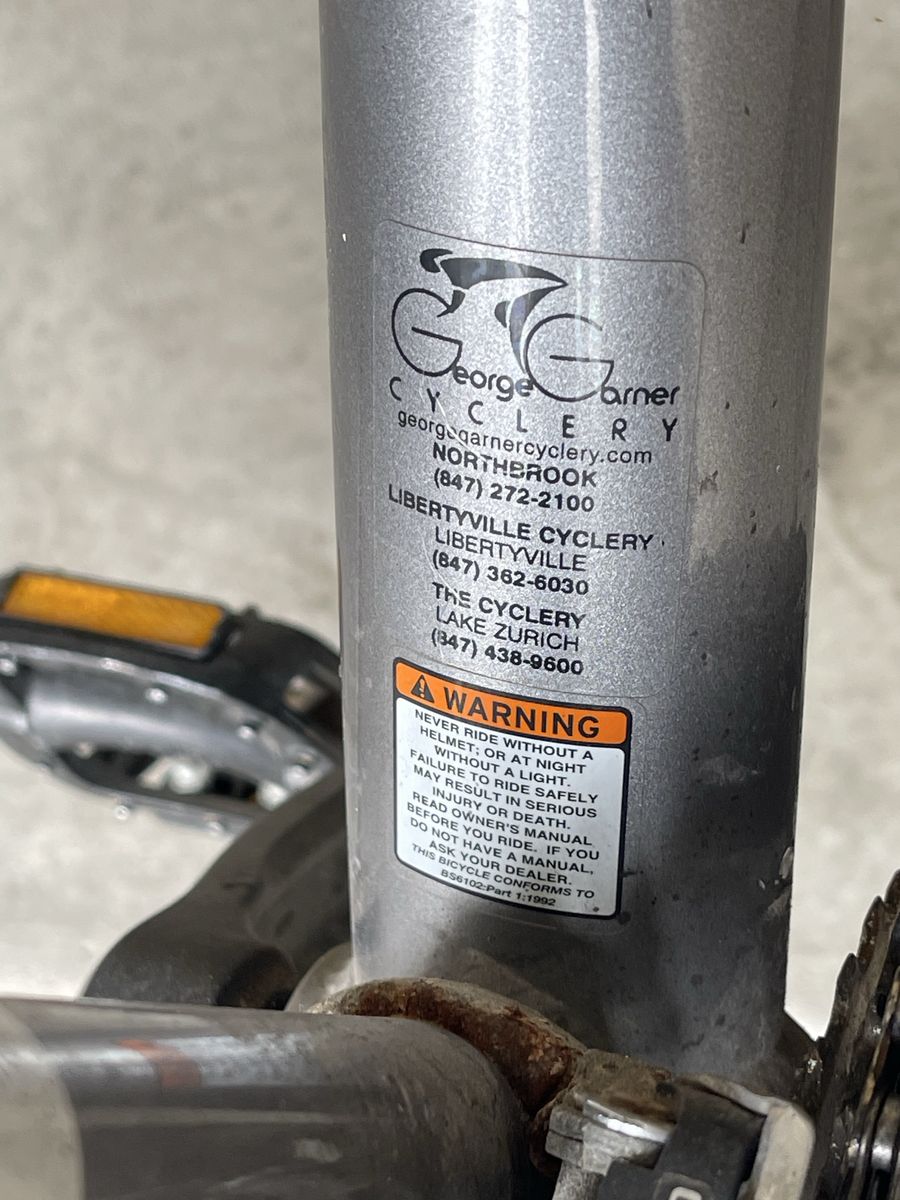 George Garner
CYCLERY
georgegarnercyclery.com
NORTHBROOK
(847) 272-2100
LIBERTYVILLE CYCLERY
LIBERTYVILLE
(847) 362-6030
THE CYCLERY
LAKE ZURICH
(847) 438-9600
WARNING
NEVER RIDE WITHOUT A
HELMET; OR AT NIGHT
WITHOUT A LIGHT.
FAILURE TO RIDE SAFELY
MAY RESULT IN SERIOUS
INJURY OR DEATH.
READ OWNER'S MANUAL
BEFORE YOU RIDE. IF YOU
DO NOT HAVE A MANUAL,
ASK YOUR DEALER.
THIS BICYCLE CONFORMS TO
BS6102:Part 1:1992